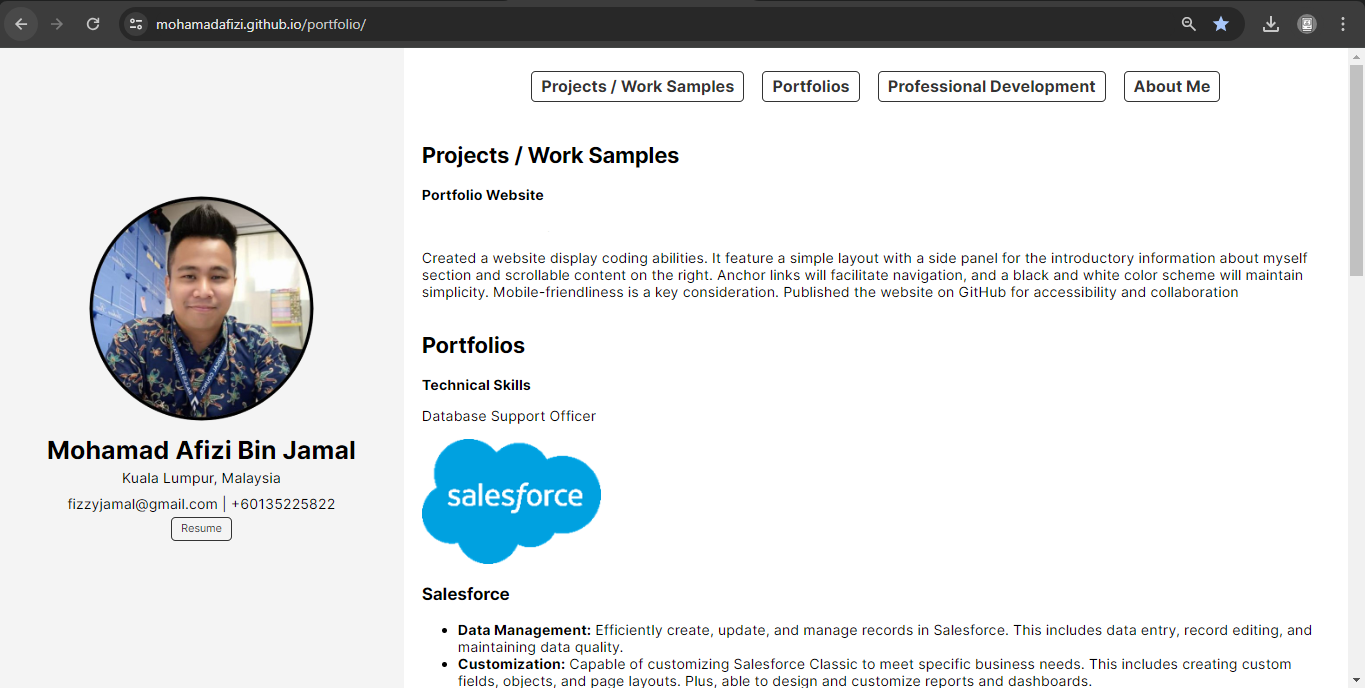 mohamadafizi.github.io/portfolio/
Projects / Work Samples
Portfolios
Professional Development
About Me
Mohamad Afizi Bin Jamal
Kuala Lumpur, Malaysia
fizzyjamal@gmail.com | +60135225822
Resume
Projects / Work Samples
Portfolio Website
Created a website display coding abilities. It feature a simple layout with a side panel for the introductory information about myself
section and scrollable content on the right. Anchor links will facilitate navigation, and a black and white color scheme will maintain
simplicity. Mobile-friendliness is a key consideration. Published the website on GitHub for accessibility and collaboration
Portfolios
Technical Skills
Database Support Officer
salesforce
Salesforce
• Data Management: Efficiently create, update, and manage records in Salesforce. This includes data entry, record editing, and
maintaining data quality.
• Customization: Capable of customizing Salesforce Classic to meet specific business needs. This includes creating custom
fields, objects, and page layouts. Plus, able to design and customize reports and dashboards.